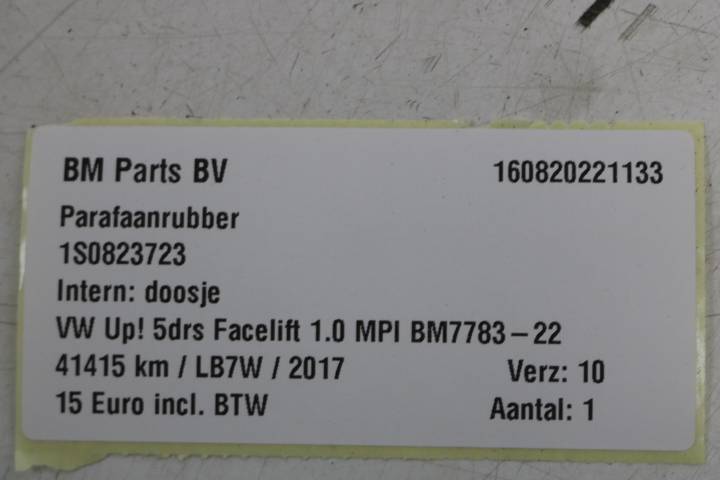 BM Parts BV 160820221133
Parafaanrubber
1S0823723
Intern: doosje
VW Up! 5drs Facelift 1.0 MPI BM7783-22
41415 km / LB7W / 2017 Verz: 10
15 Euro incl. BTW Aantal: 1